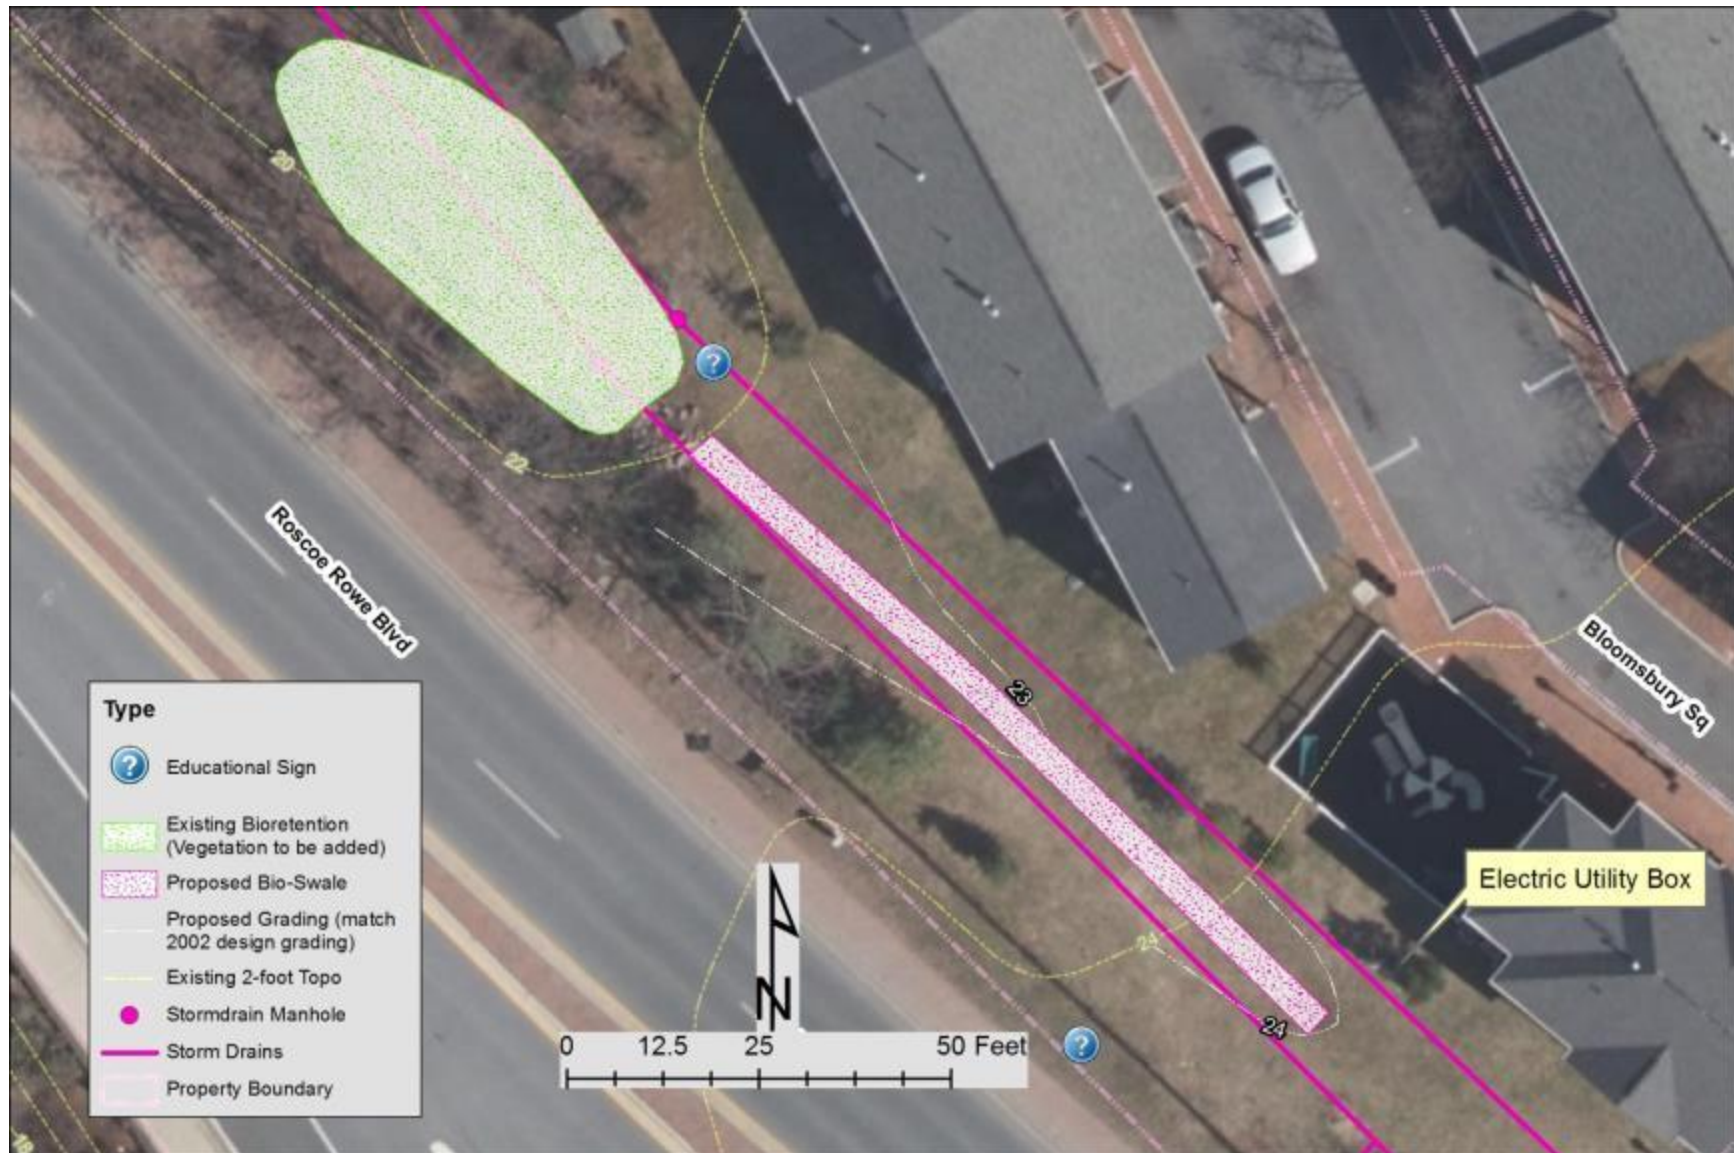 20
22
Roscoe Rowe Blvd
23
Bloomsbury Sq
Type
? Educational Sign
Existing Bioretention
(Vegetation to be added)
Proposed Bio-Swale
Proposed Grading (match
2002 design grading)
Existing 2-foot Topo
Stormdrain Manhole
Storm Drains
Property Boundary
?
Electric Utility Box
24
24
N
0 12.5 25 50 Feet
?
18